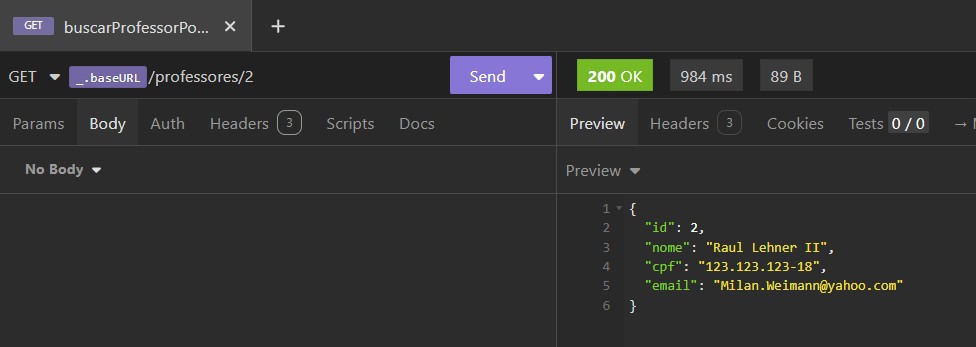 GET buscarProfessorPo... × +
GET _.baseURL /professores/2 Send 200 OK 984 ms 89 B
Params Body Auth Headers 3 Scripts Docs Preview Headers 3 Cookies Tests 0 / 0 →
No Body Preview
1 {
2 "id": 2,
3 "nome": "Raul Lehner II",
4 "cpf": "123.123.123-18",
5 "email": "Milan.Weimann@yahoo.com"
6 }